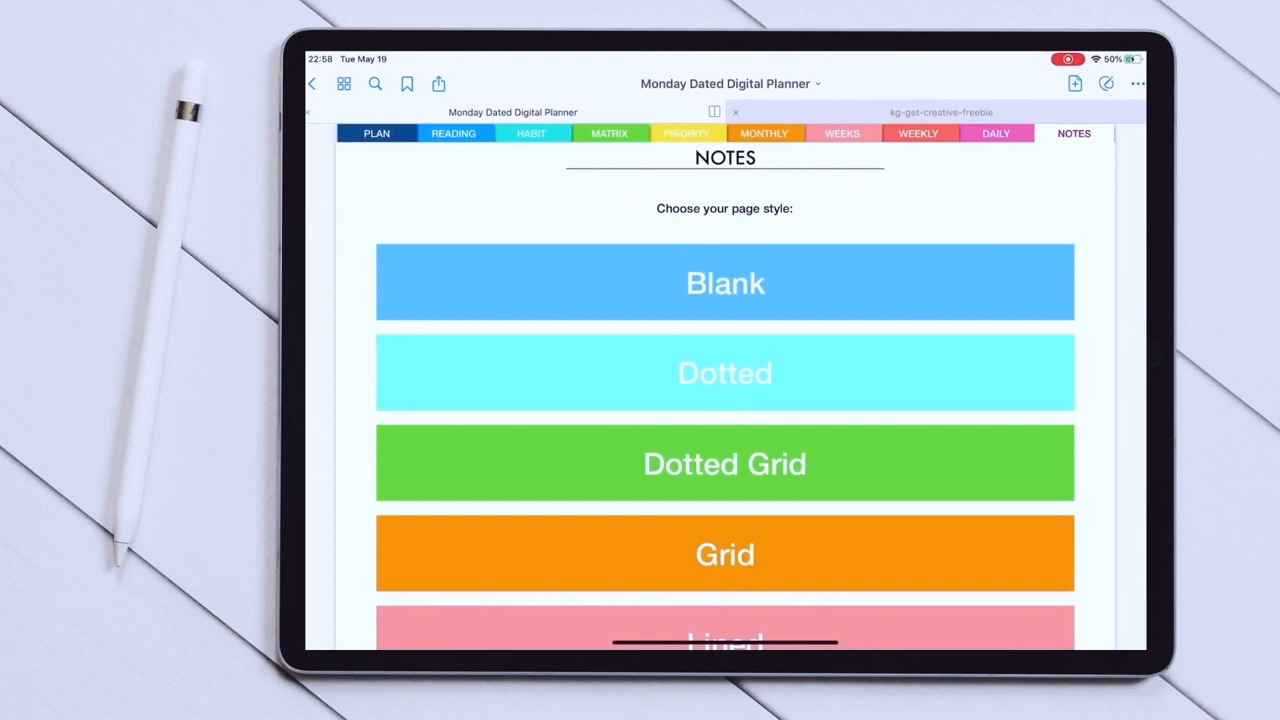 22:58 Tue May 19 50%
Monday Dated Digital Planner
Monday Dated Digital Planner kg-get-creative-freebie
PLAN READING HABIT MATRIX PRIORITY MONTHLY WEEKS WEEKLY DAILY NOTES
NOTES
Choose your page style:
Blank
Dotted
Dotted Grid
Grid
Lined